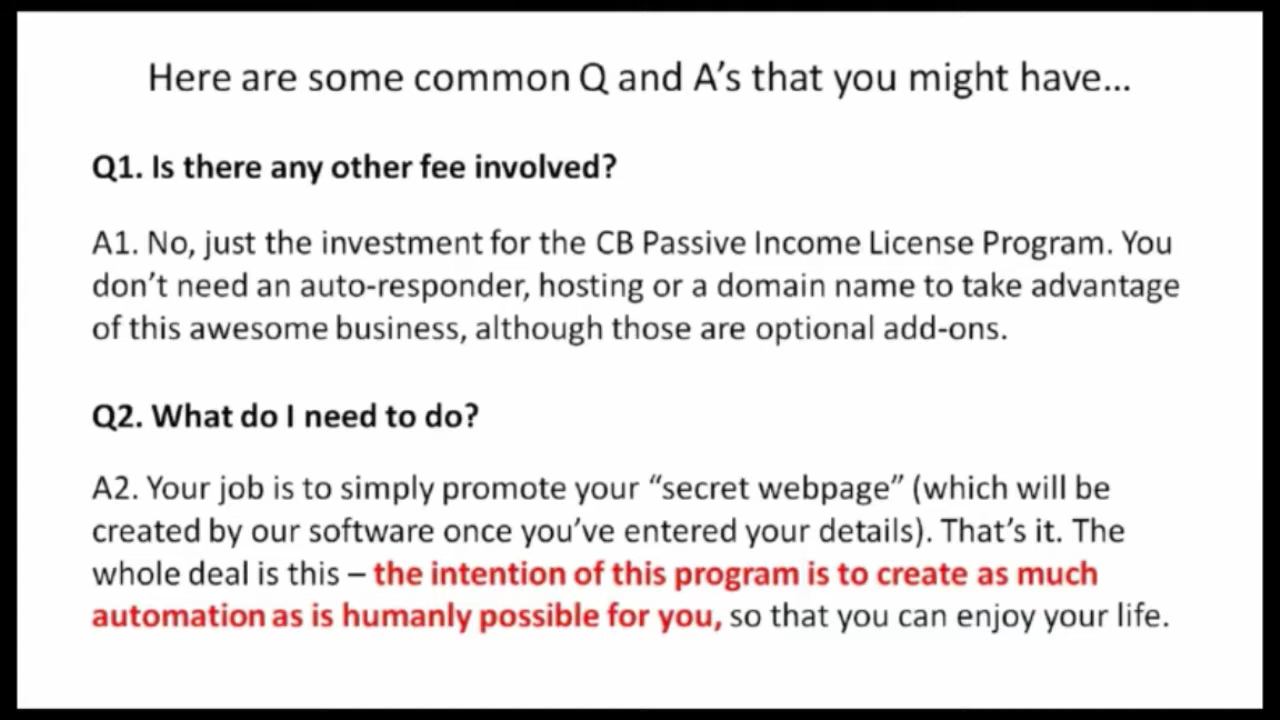 Here are some common Q and A’s that you might have...
Q1. Is there any other fee involved?
A1. No, just the investment for the CB Passive Income License Program. You
don’t need an auto-responder, hosting or a domain name to take advantage
of this awesome business, although those are optional add-ons.
Q2. What do I need to do?
A2. Your job is to simply promote your “secret webpage” (which will be
created by our software once you’ve entered your details). That’s it. The
whole deal is this – the intention of this program is to create as much
automation as is humanly possible for you, so that you can enjoy your life.